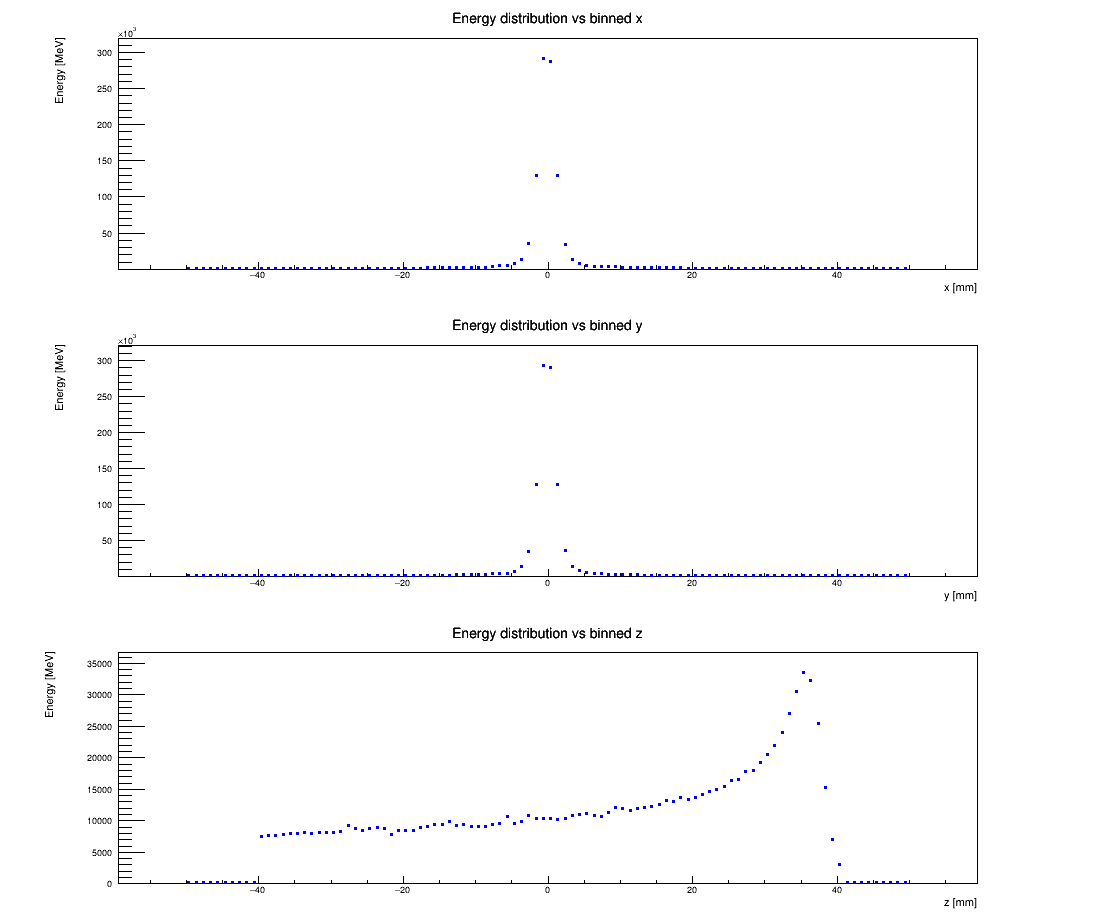 Energy distribution vs binned x
×10³
Energy [MeV]
300
250
200
150
100
50
−40 −20 0 20 40
x [mm]
Energy distribution vs binned y
×10³
Energy [MeV]
300
250
200
150
100
50
−40 −20 0 20 40
y [mm]
Energy distribution vs binned z
Energy [MeV]
35000
30000
25000
20000
15000
10000
5000
0
−40 −20 0 20 40
z [mm]